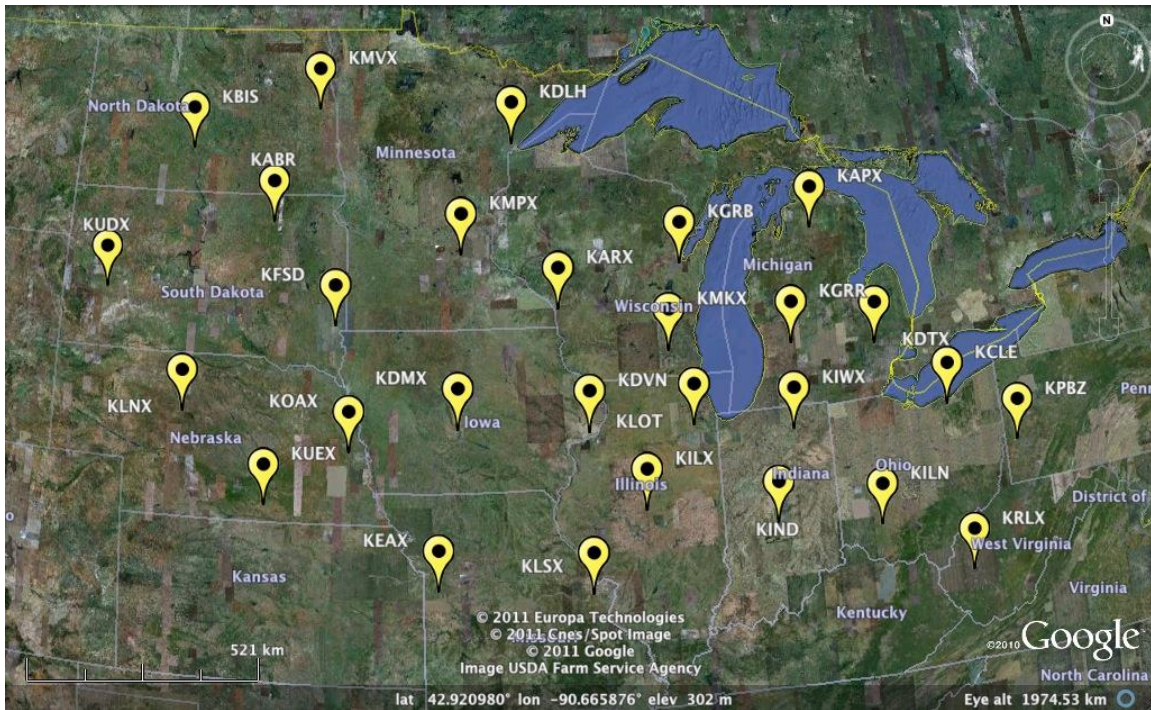 N
KMVX
KBIS
North Dakota
KDLH
Minnesota
KABR
KAPX
KMPX
KGRB
KUDX
KARX
Michigan
KFSD
South Dakota
KMKX
KGRR
Wisconsin
KDTX
KCLE
KDMX
KDVN
KIWX
KPBZ
Penn
KLNX
KOAX
KLOT
Iowa
Nebraska
KUEX
KILX
Illinois
Indiana
Ohio
KILN
District of
o
KIND
KRLX
KEAX
KLSX
West Virginia
Kansas
Virginia
Kentucky
© 2011 Europa Technologies
© 2011 Cnes/Spot Image
© 2011 Google
Image USDA Farm Service Agency
©2010 Google
521 km
North Carolina
lat 42.920980° lon -90.665876° elev 302 m
Eye alt 1974.53 km